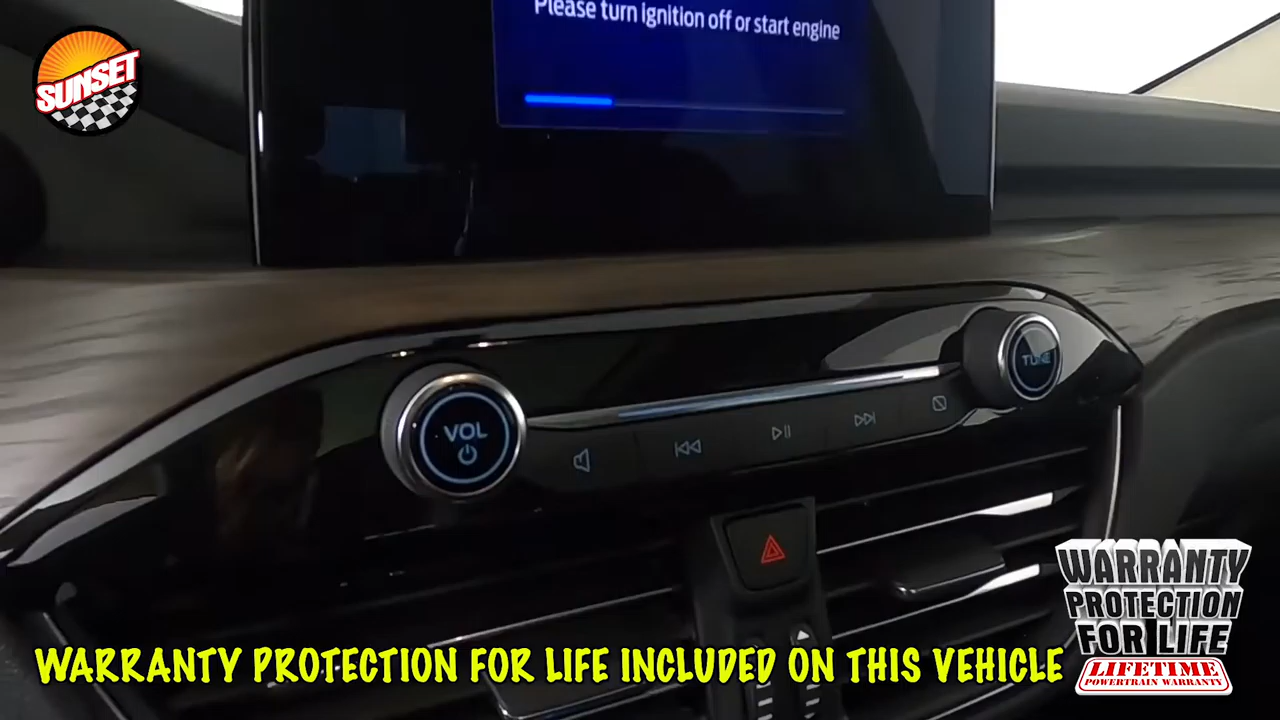 Please turn ignition off or start engine
SUNSET
VOL
TUNE
WARRANTY
PROTECTION
FOR LIFE
LIFETIME
POWERTRAIN WARRANTY
WARRANTY PROTECTION FOR LIFE INCLUDED ON THIS VEHICLE